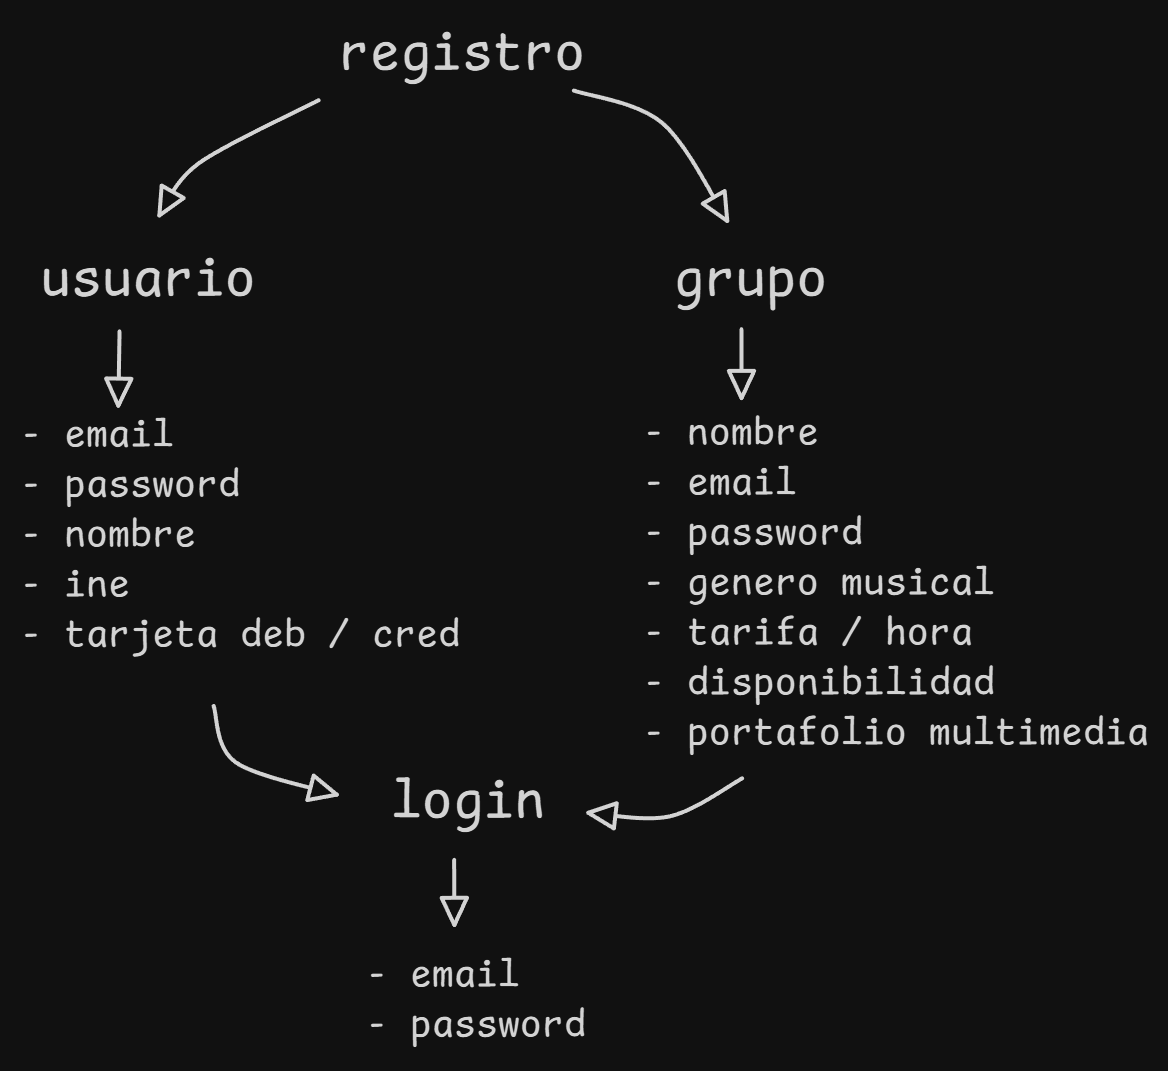 registro
usuario
- email
- password
- nombre
- ine
- tarjeta deb / cred
grupo
- nombre
- email
- password
- genero musical
- tarifa / hora
- disponibilidad
- portafolio multimedia
login
- email
- password